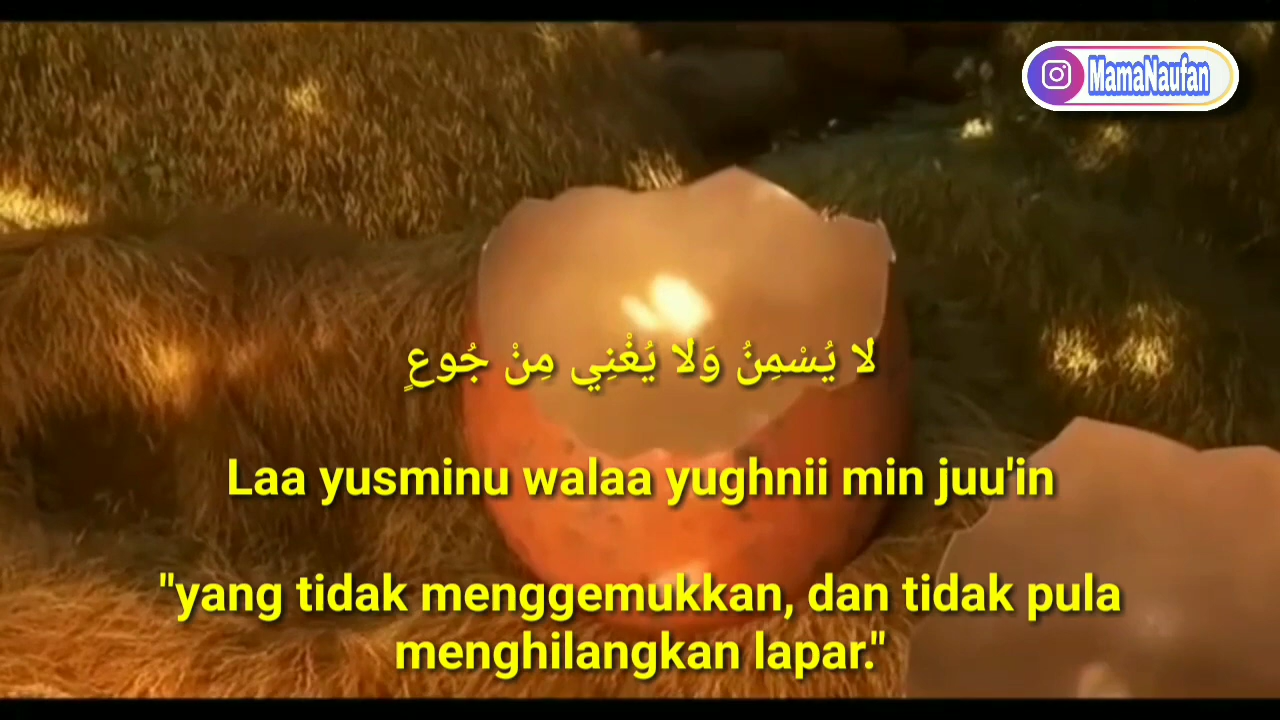 MamaNaufan
لا يُسْمِنُ وَلا يُغْنِي مِنْ جُوعٍ
Laa yusminu walaa yughnii min juu'in
"yang tidak menggemukkan, dan tidak pula
menghilangkan lapar."